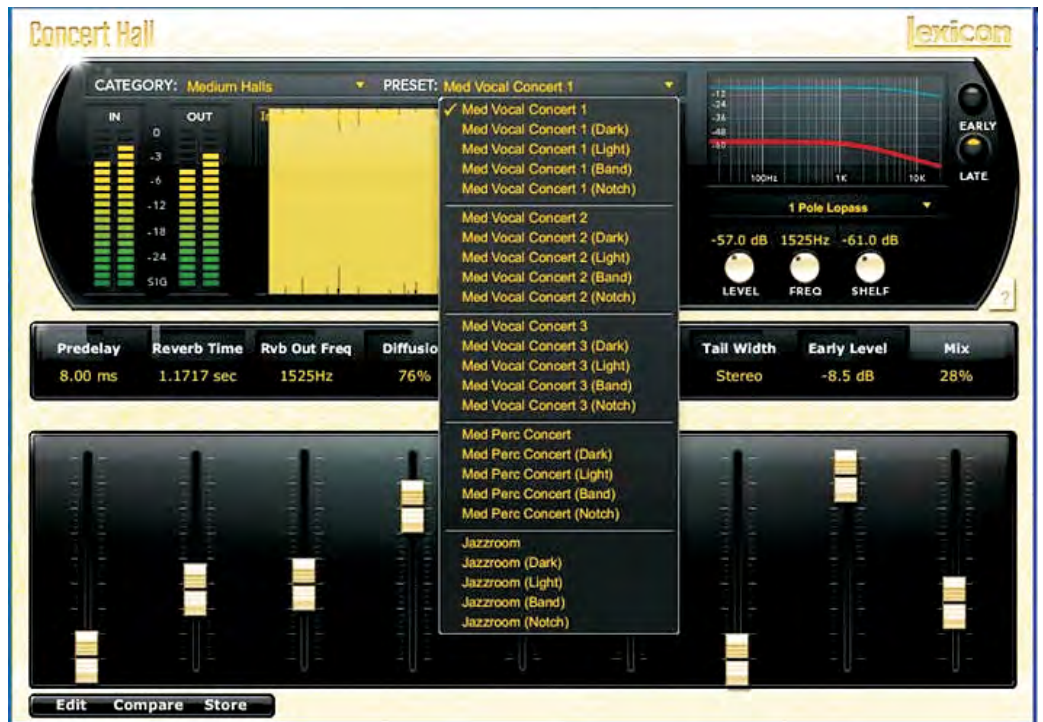 Concert Hall
lexicon
CATEGORY: Medium Halls
PRESET: Med Vocal Concert 1
IN OUT
0
-3
-6
-12
-18
-24
SIG
✓ Med Vocal Concert 1
Med Vocal Concert 1 (Dark)
Med Vocal Concert 1 (Light)
Med Vocal Concert 1 (Band)
Med Vocal Concert 1 (Notch)
Med Vocal Concert 2
Med Vocal Concert 2 (Dark)
Med Vocal Concert 2 (Light)
Med Vocal Concert 2 (Band)
Med Vocal Concert 2 (Notch)
Med Vocal Concert 3
Med Vocal Concert 3 (Dark)
Med Vocal Concert 3 (Light)
Med Vocal Concert 3 (Band)
Med Vocal Concert 3 (Notch)
Med Perc Concert
Med Perc Concert (Dark)
Med Perc Concert (Light)
Med Perc Concert (Band)
Med Perc Concert (Notch)
Jazzroom
Jazzroom (Dark)
Jazzroom (Light)
Jazzroom (Band)
Jazzroom (Notch)
-12
-24
-36
-48
-60
100Hz 1K 10K
EARLY
LATE
1 Pole Lopass
-57.0 dB 1525Hz -61.0 dB
LEVEL FREQ SHELF
?
Predelay Reverb Time Rvb Out Freq Diffusio Tail Width Early Level Mix
8.00 ms 1.1717 sec 1525Hz 76% Stereo -8.5 dB 28%
Edit Compare Store